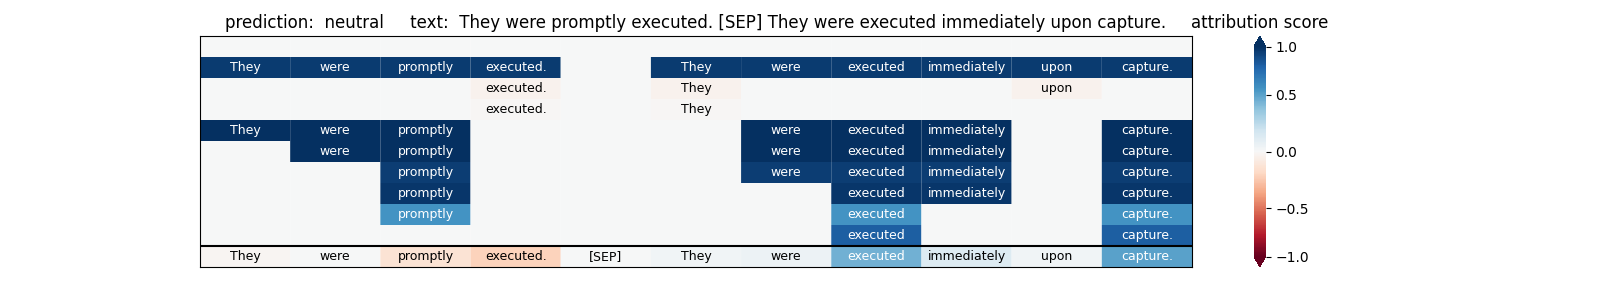 prediction: neutral text: They were promptly executed. [SEP] They were executed immediately upon capture. attribution score
They were promptly executed. They were executed immediately upon capture.
executed. They upon
executed. They
They were promptly were executed immediately capture.
were promptly were executed immediately capture.
promptly were executed immediately capture.
promptly executed immediately capture.
promptly executed capture.
executed capture.
They were promptly executed. [SEP] They were executed immediately upon capture.
1.0
0.5
0.0
−0.5
−1.0